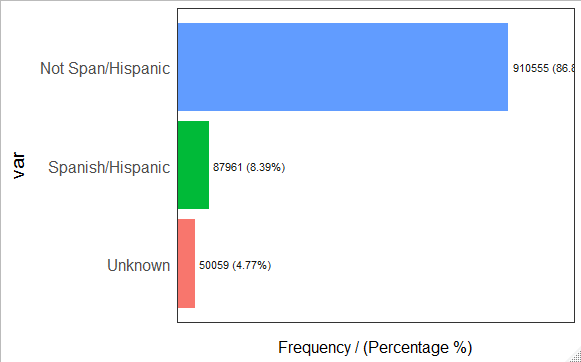 Not Span/Hispanic
910555 (86.8
Spanish/Hispanic
87961 (8.39%)
Unknown
50059 (4.77%)
var
Frequency / (Percentage %)